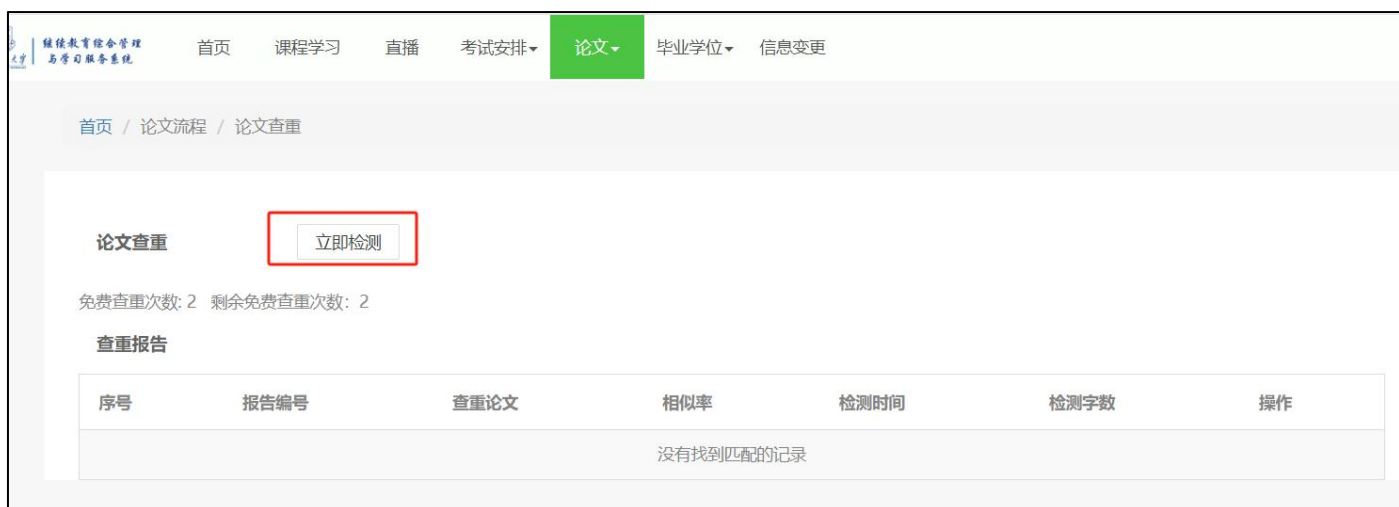 继续教育综合管理
与学习服务系统
首页 课程学习 直播 考试安排 论文 毕业学位 信息变更
首页 / 论文流程 / 论文查重
论文查重 立即检测
免费查重次数: 2 剩余免费查重次数: 2
查重报告
序号 报告编号 查重论文 相似率 检测时间 检测字数 操作
没有找到匹配的记录